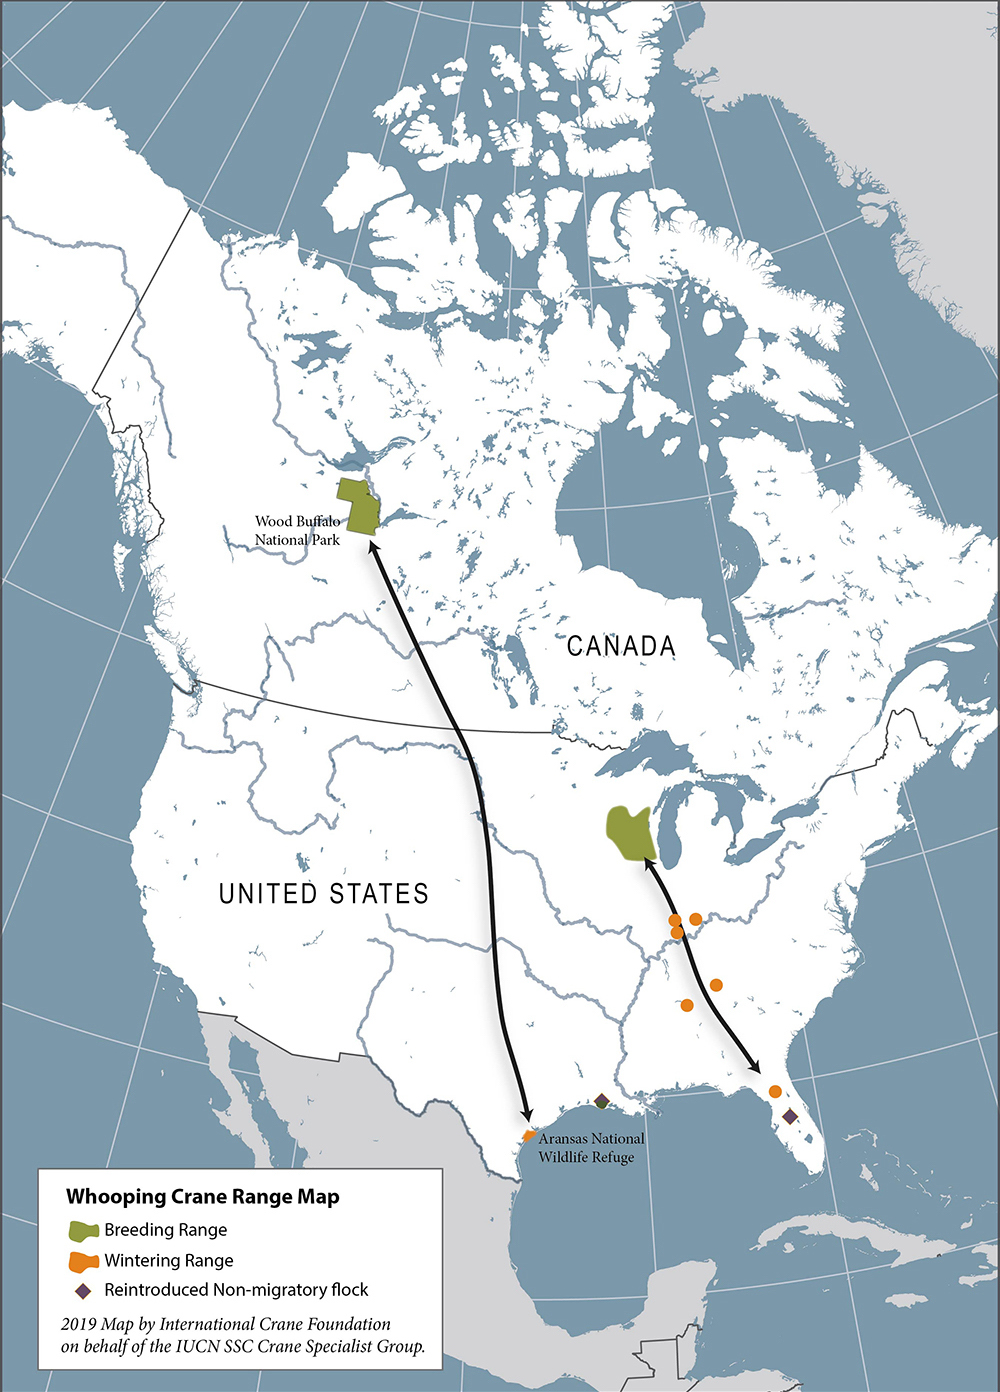 Wood Buffalo
National Park
CANADA
UNITED STATES
Aransas National
Wildlife Refuge
Whooping Crane Range Map
Breeding Range
Wintering Range
Reintroduced Non-migratory flock
2019 Map by International Crane Foundation
on behalf of the IUCN SSC Crane Specialist Group.